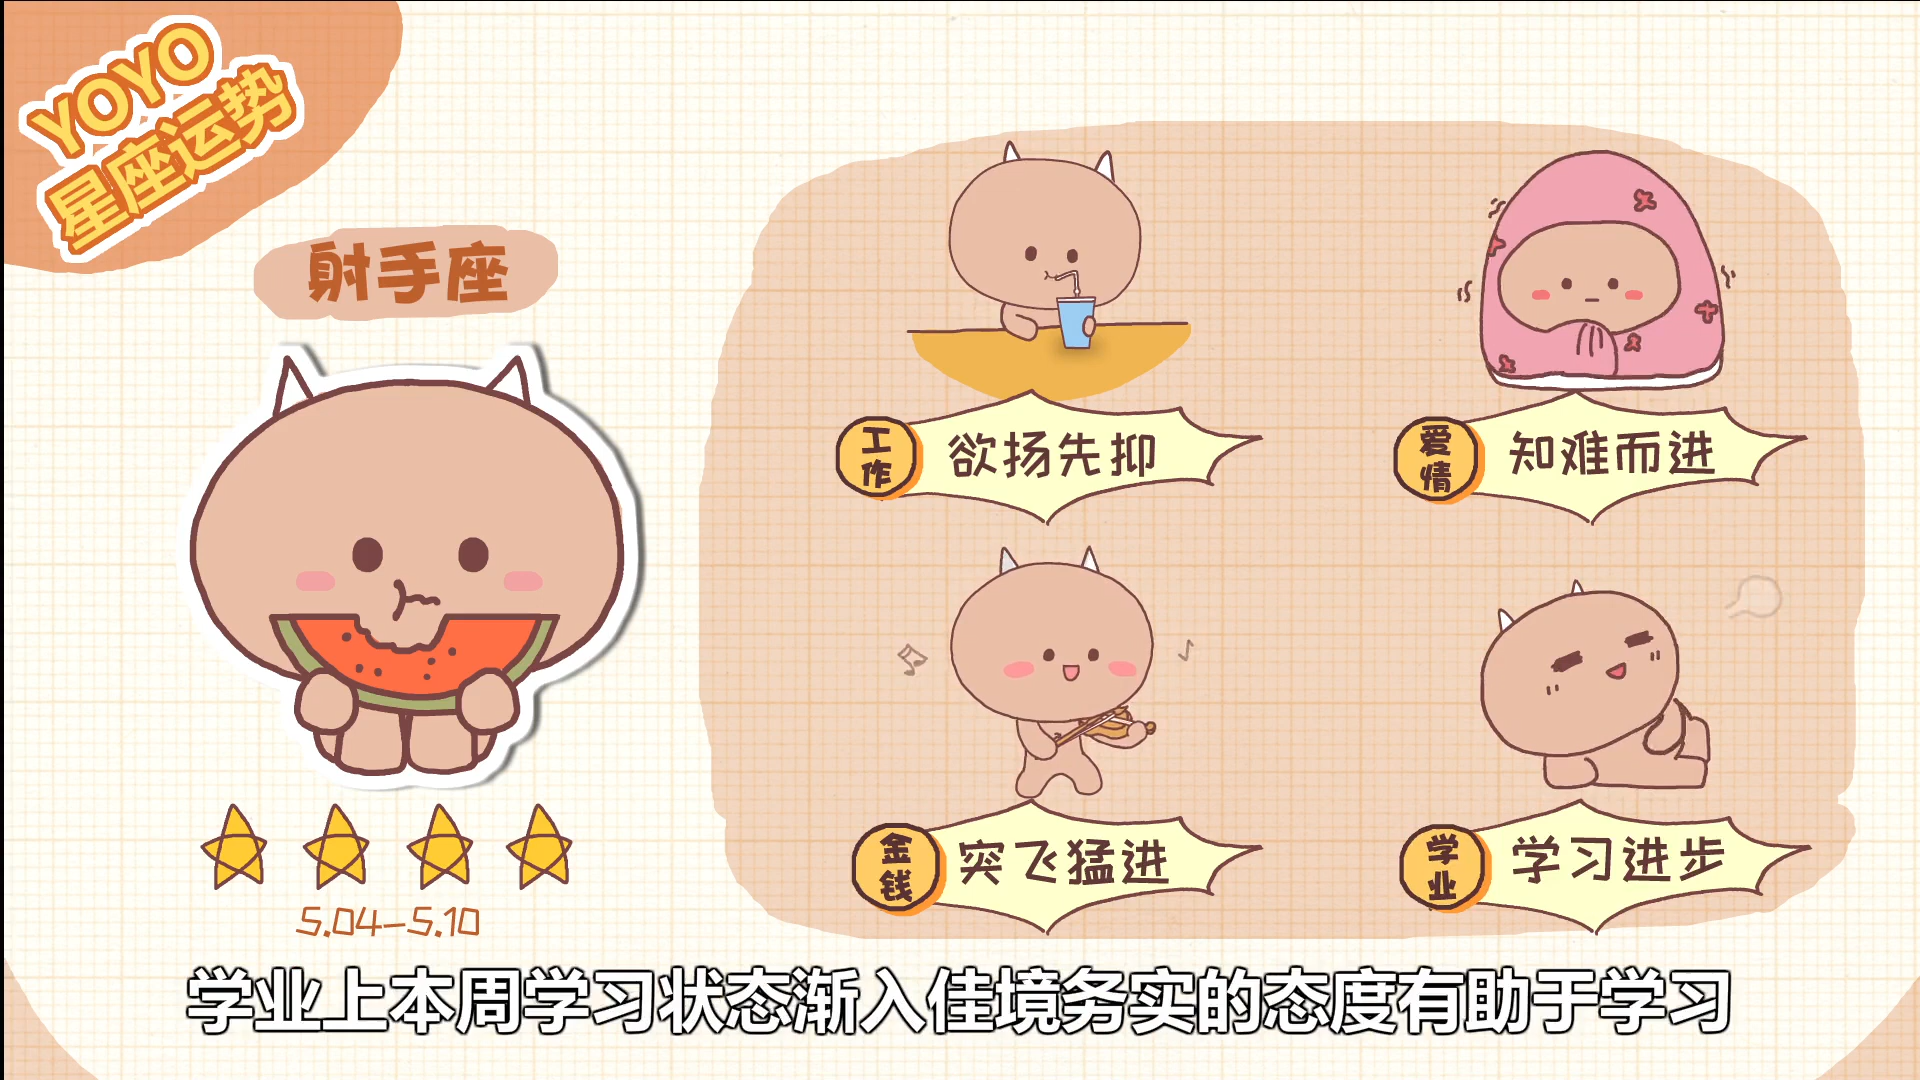 YOYO
星座运势
射手座
5.04-5.10
工作
欲扬先抑
爱情
知难而进
金钱
突飞猛进
学业
学习进步
学业上本周学习状态渐入佳境务实的态度有助于学习